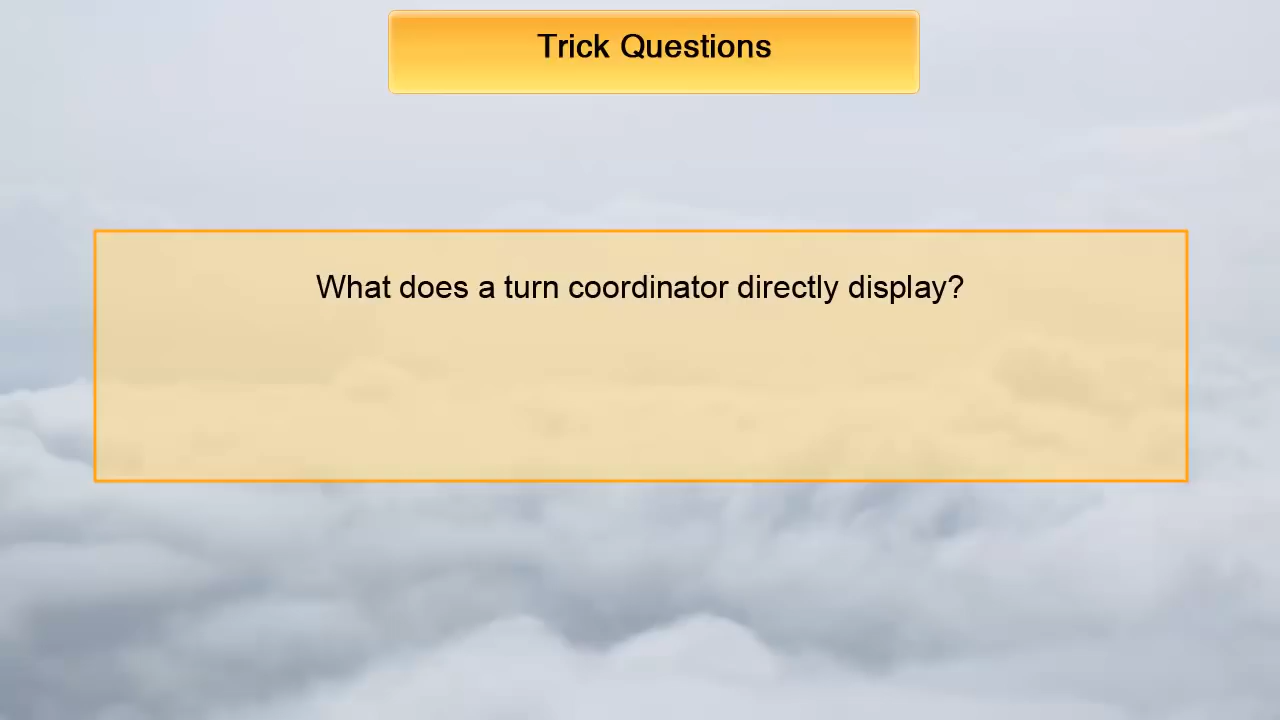 Trick Questions
What does a turn coordinator directly display?